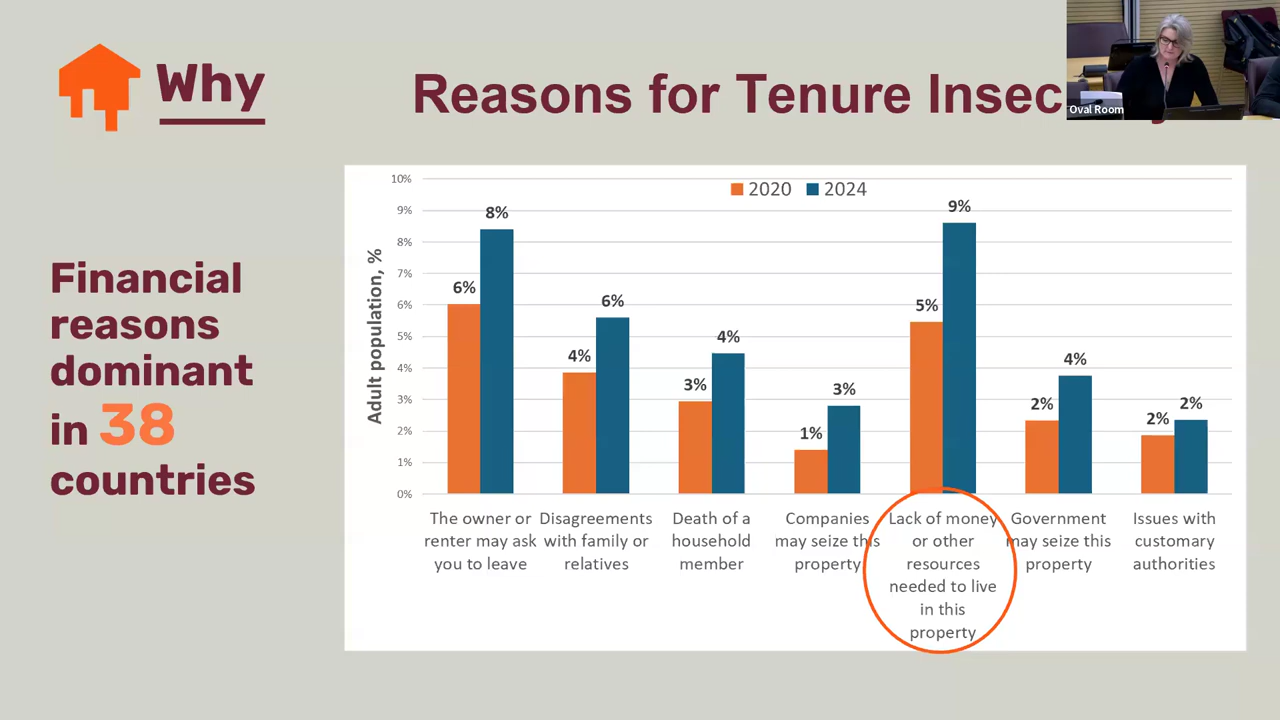 Why
Reasons for Tenure Insec
Oval Room
Financial
reasons
dominant
in 38
countries
2020 2024
Adult population, %
10%
9%
8%
7%
6%
5%
4%
3%
2%
1%
0%
6% 8%
4% 6%
3% 4%
1% 3%
5% 9%
2% 4%
2% 2%
The owner or
renter may ask
you to leave
Disagreements
with family or
relatives
Death of a
household
member
Companies
may seize this
property
Lack of money
or other
resources
needed to live
in this
property
Government
may seize this
property
Issues with
customary
authorities